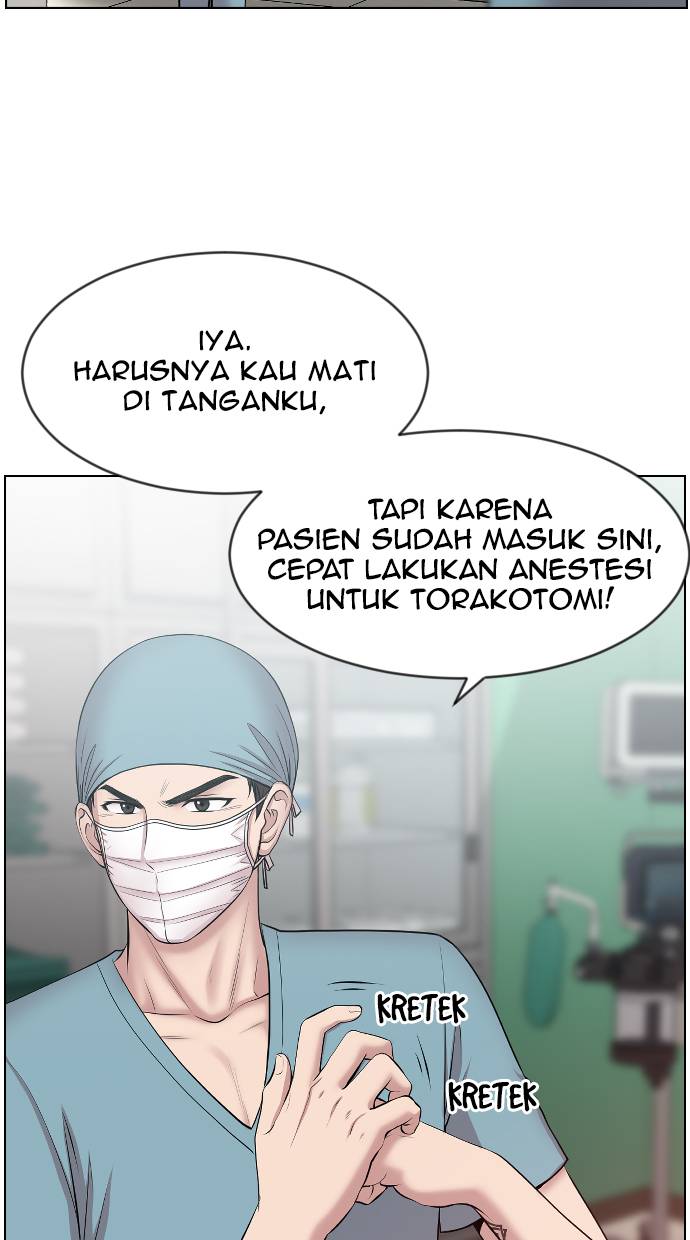 IYA.
HARUSNYA KAU MATI
DI TANGANKU,
TAPI KARENA
PASIEN SUDAH MASUK SINI,
CEPAT LAKUKAN ANESTESI
UNTUK TORAKOTOMI!
KRETEK
KRETEK